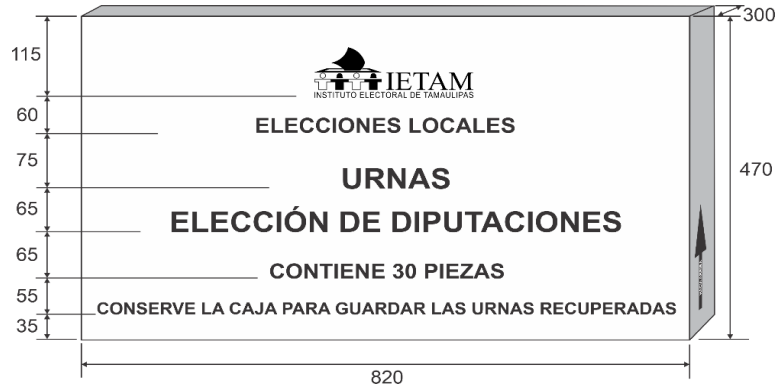 300
115
IETAM
INSTITUTO ELECTORAL DE TAMAULIPAS
60
ELECCIONES LOCALES
75
URNAS
470
65
ELECCIÓN DE DIPUTACIONES
65
CONTIENE 30 PIEZAS
55
CONSERVE LA CAJA PARA GUARDAR LAS URNAS RECUPERADAS
35
820